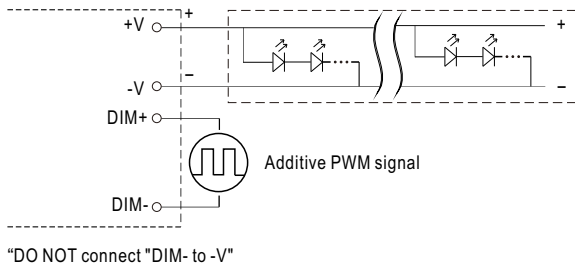 +V
+
+
-V
–
–
DIM+
Additive PWM signal
DIM-
“DO NOT connect "DIM- to -V"